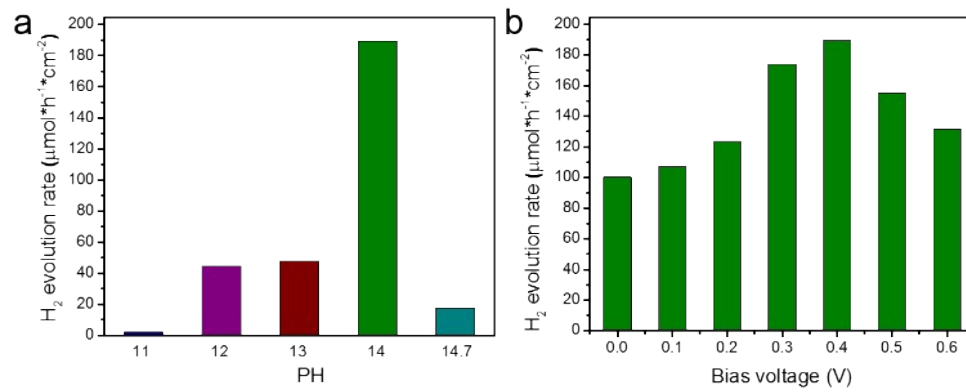 a
H₂ evolution rate (μmol*h⁻¹*cm⁻²)
200
180
160
140
120
100
80
60
40
20
0
11 12 13 14 14.7
PH
b
H₂ evolution rate (μmol*h⁻¹*cm⁻²)
200
180
160
140
120
100
80
60
40
20
0
0.0 0.1 0.2 0.3 0.4 0.5 0.6
Bias voltage (V)